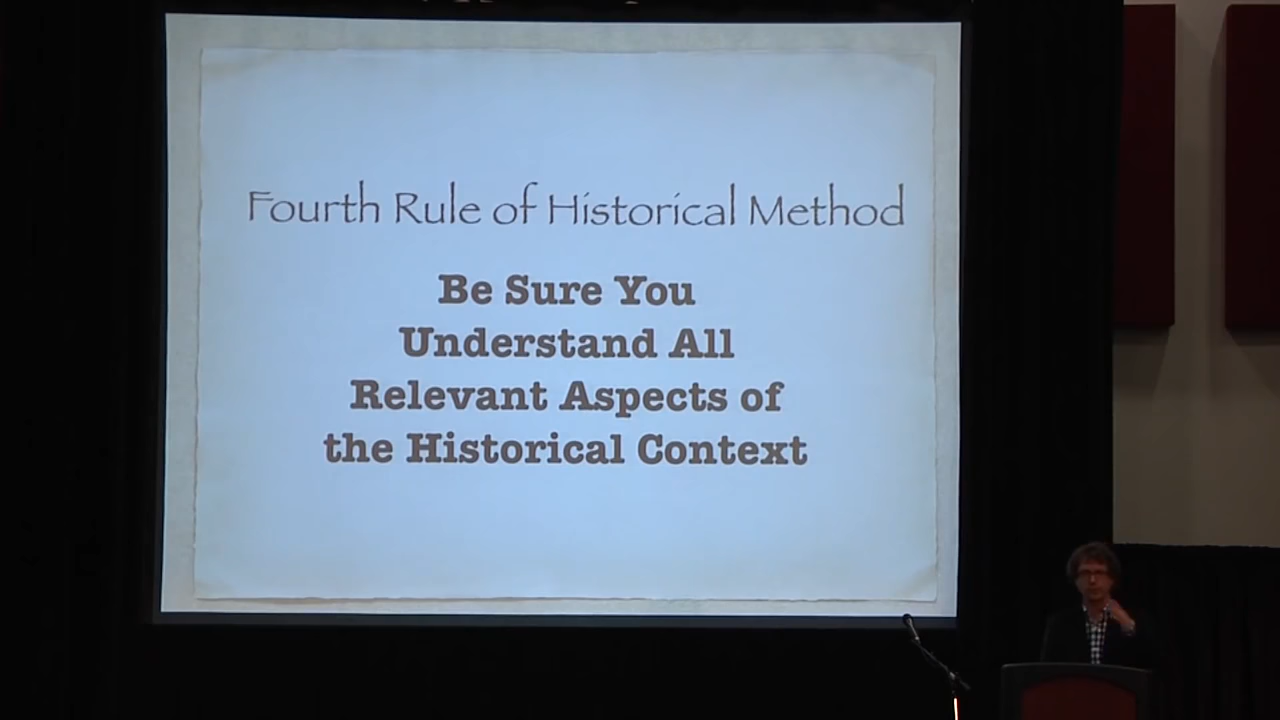 Fourth Rule of Historical Method
Be Sure You
Understand All
Relevant Aspects of
the Historical Context